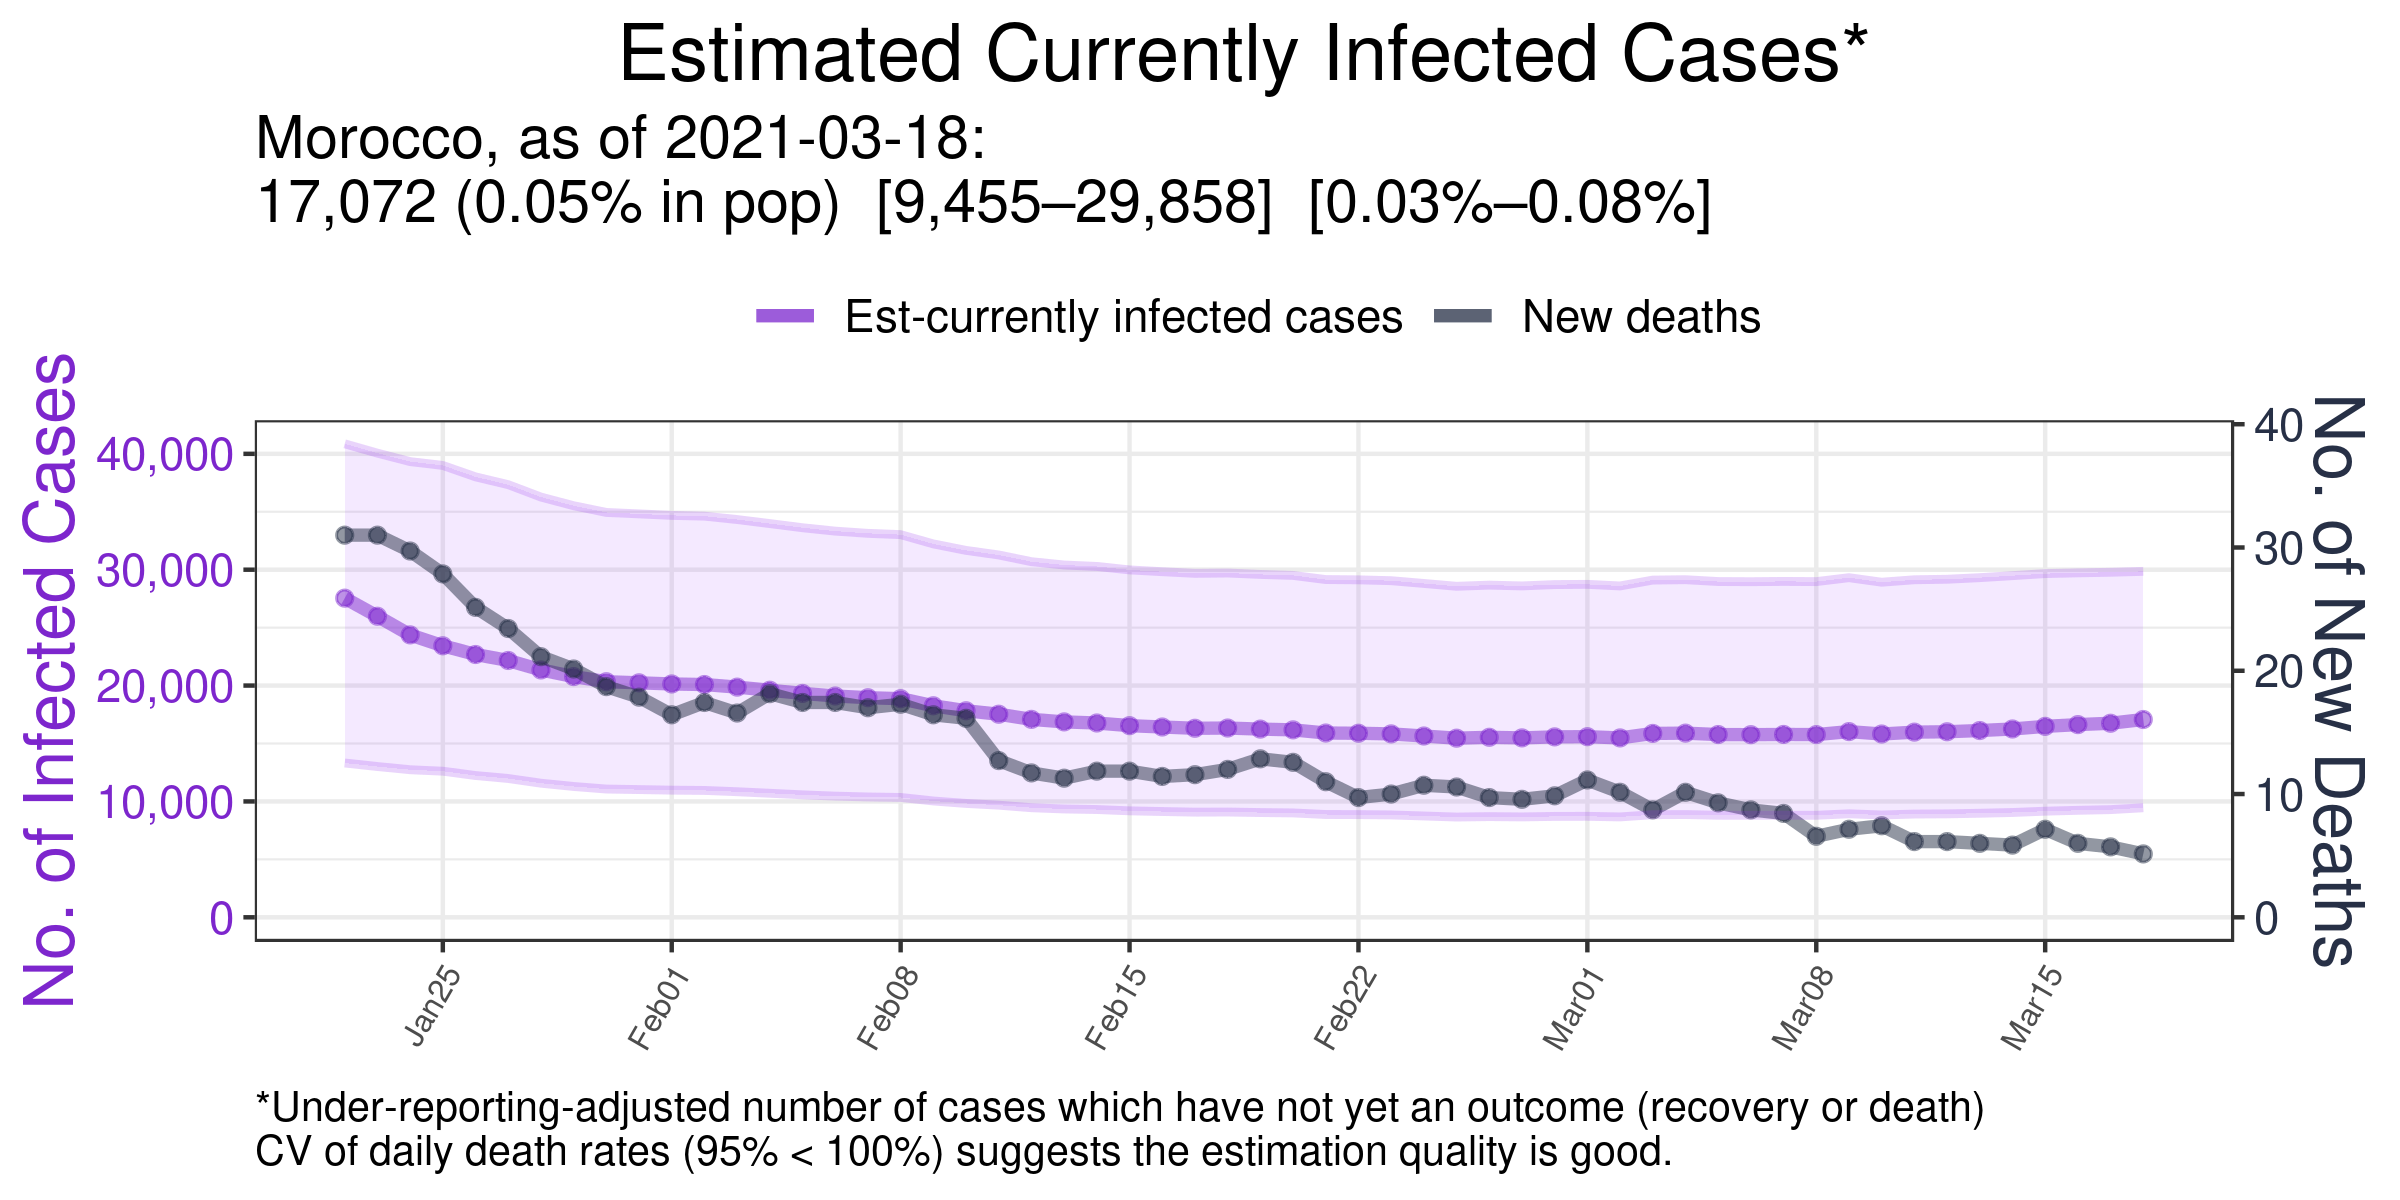 Estimated Currently Infected Cases*
Morocco, as of 2021-03-18:
17,072 (0.05% in pop)  [9,455–29,858]  [0.03%–0.08%]
Est-currently infected cases
New deaths
No. of Infected Cases
40,000
30,000
20,000
10,000
0
40
30
20
10
0
No. of New Deaths
Jan25
Feb01
Feb08
Feb15
Feb22
Mar01
Mar08
Mar15
*Under-reporting-adjusted number of cases which have not yet an outcome (recovery or death)
CV of daily death rates (95% < 100%) suggests the estimation quality is good.